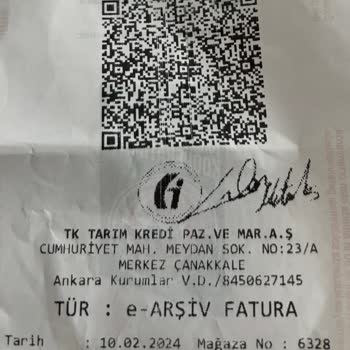 TK TARIM KREDİ PAZ.VE MAR.A.Ş
CUMHURİYET MAH. MEYDAN SOK. NO:23/A
MERKEZ ÇANAKKALE
Ankara Kurumlar V.D./8450627145
TÜR : e-ARŞİV FATURA
Tarih : 10.02.2024 Mağaza No : 6328